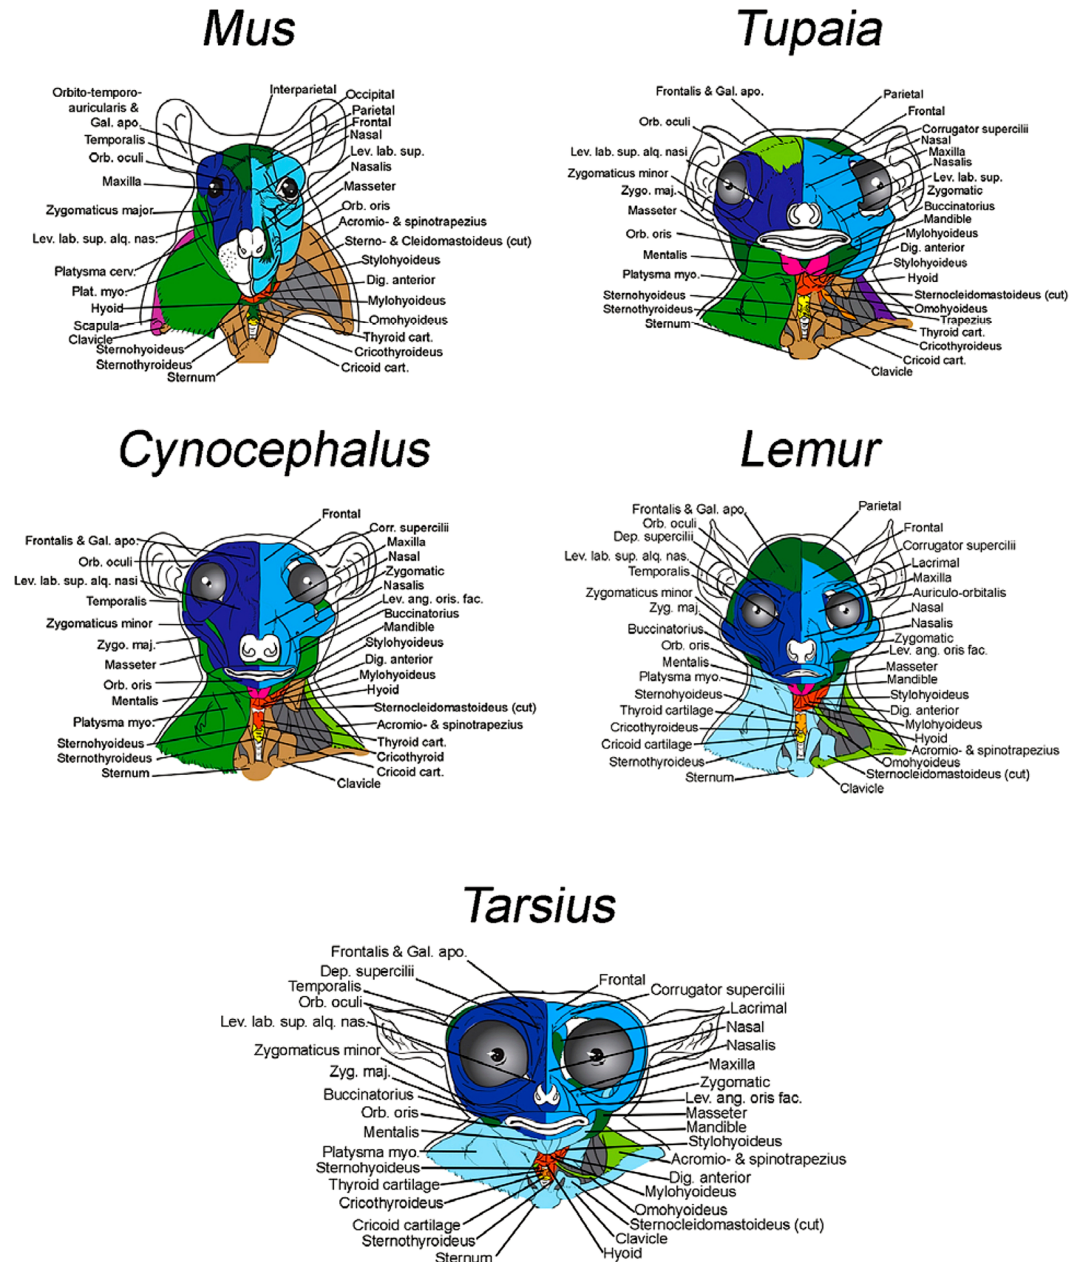 Mus
Orbito-temporo-
auricularis &
Gal. apo.
Temporalis
Orb. oculi
Maxilla
Zygomaticus major
Lev. lab. sup. alq. nas.
Platysma cerv.
Plat. myo.
Hyoid
Scapula
Clavicle
Sternohyoideus
Sternothyroideus
Sternum
Interparietal
Occipital
Parietal
Frontal
Nasal
Lev. lab. sup.
Nasalis
Masseter
Orb. oris
Acromio- & spinotrapezius
Sterno- & Cleidomastoideus (cut)
Stylohyoideus
Dig. anterior
Mylohyoideus
Omohyoideus
Thyroid cart.
Cricothyroideus
Cricoid cart.
Tupaia
Frontalis & Gal. apo.
Orb. oculi
Lev. lab. sup. alq. nasi
Zygomaticus minor
Zygo. maj.
Masseter
Orb. oris
Mentalis
Platysma myo.
Sternohyoideus
Sternothyroideus
Sternum
Parietal
Frontal
Corrugator supercilii
Nasal
Maxilla
Nasalis
Lev. lab. sup.
Zygomatic
Buccinatorius
Mandible
Mylohyoideus
Dig. anterior
Stylohyoideus
Hyoid
Sternocleidomastoideus (cut)
Omohyoideus
Trapezius
Thyroid cart.
Cricothyroideus
Cricoid cart.
Clavicle
Cynocephalus
Frontalis & Gal. apo.
Orb. oculi
Lev. lab. sup. alq. nasi
Temporalis
Zygomaticus minor
Zygo. maj.
Masseter
Orb. oris
Mentalis
Platysma myo.
Sternohyoideus
Sternothyroideus
Sternum
Frontal
Corr. supercilii
Maxilla
Nasal
Zygomatic
Nasalis
Lev. ang. oris. fac.
Buccinatorius
Mandible
Stylohyoideus
Dig. anterior
Mylohyoideus
Hyoid
Sternocleidomastoideus (cut)
Acromio- & spinotrapezius
Thyroid cart.
Cricothyroid
Cricoid cart.
Clavicle
Lemur
Frontalis & Gal. apo.
Orb. oculi
Dep. supercilii
Lev. lab. sup. alq. nas.
Temporalis
Zygomaticus minor
Zyg. maj.
Buccinatorius
Orb. oris
Mentalis
Platysma myo.
Sternohyoideus
Thyroid cartilage
Cricothyroideus
Cricoid cartilage
Sternothyroideus
Sternum
Parietal
Frontal
Corrugator supercilii
Lacrimal
Maxilla
Auriculo-orbitalis
Nasal
Nasalis
Zygomatic
Lev. ang oris fac.
Masseter
Mandible
Stylohyoideus
Dig. anterior
Mylohyoideus
Hyoid
Acromio- & spinotrapezius
Omohyoideus
Sternocleidomastoideus (cut)
Clavicle
Tarsius
Frontalis & Gal. apo.
Dep. supercilii
Temporalis
Orb. oculi
Lev. lab. sup. alq. nas.
Zygomaticus minor
Zyg. maj.
Buccinatorius
Orb. oris
Mentalis
Platysma myo.
Sternohyoideus
Thyroid cartilage
Cricothyroideus
Cricoid cartilage
Sternothyroideus
Sternum
Frontal
Corrugator supercilii
Lacrimal
Nasal
Nasalis
Maxilla
Zygomatic
Lev. ang. oris fac.
Masseter
Mandible
Stylohyoideus
Acromio- & spinotrapezius
Dig. anterior
Mylohyoideus
Omohyoideus
Sternocleidomastoideus (cut)
Clavicle
Hyoid